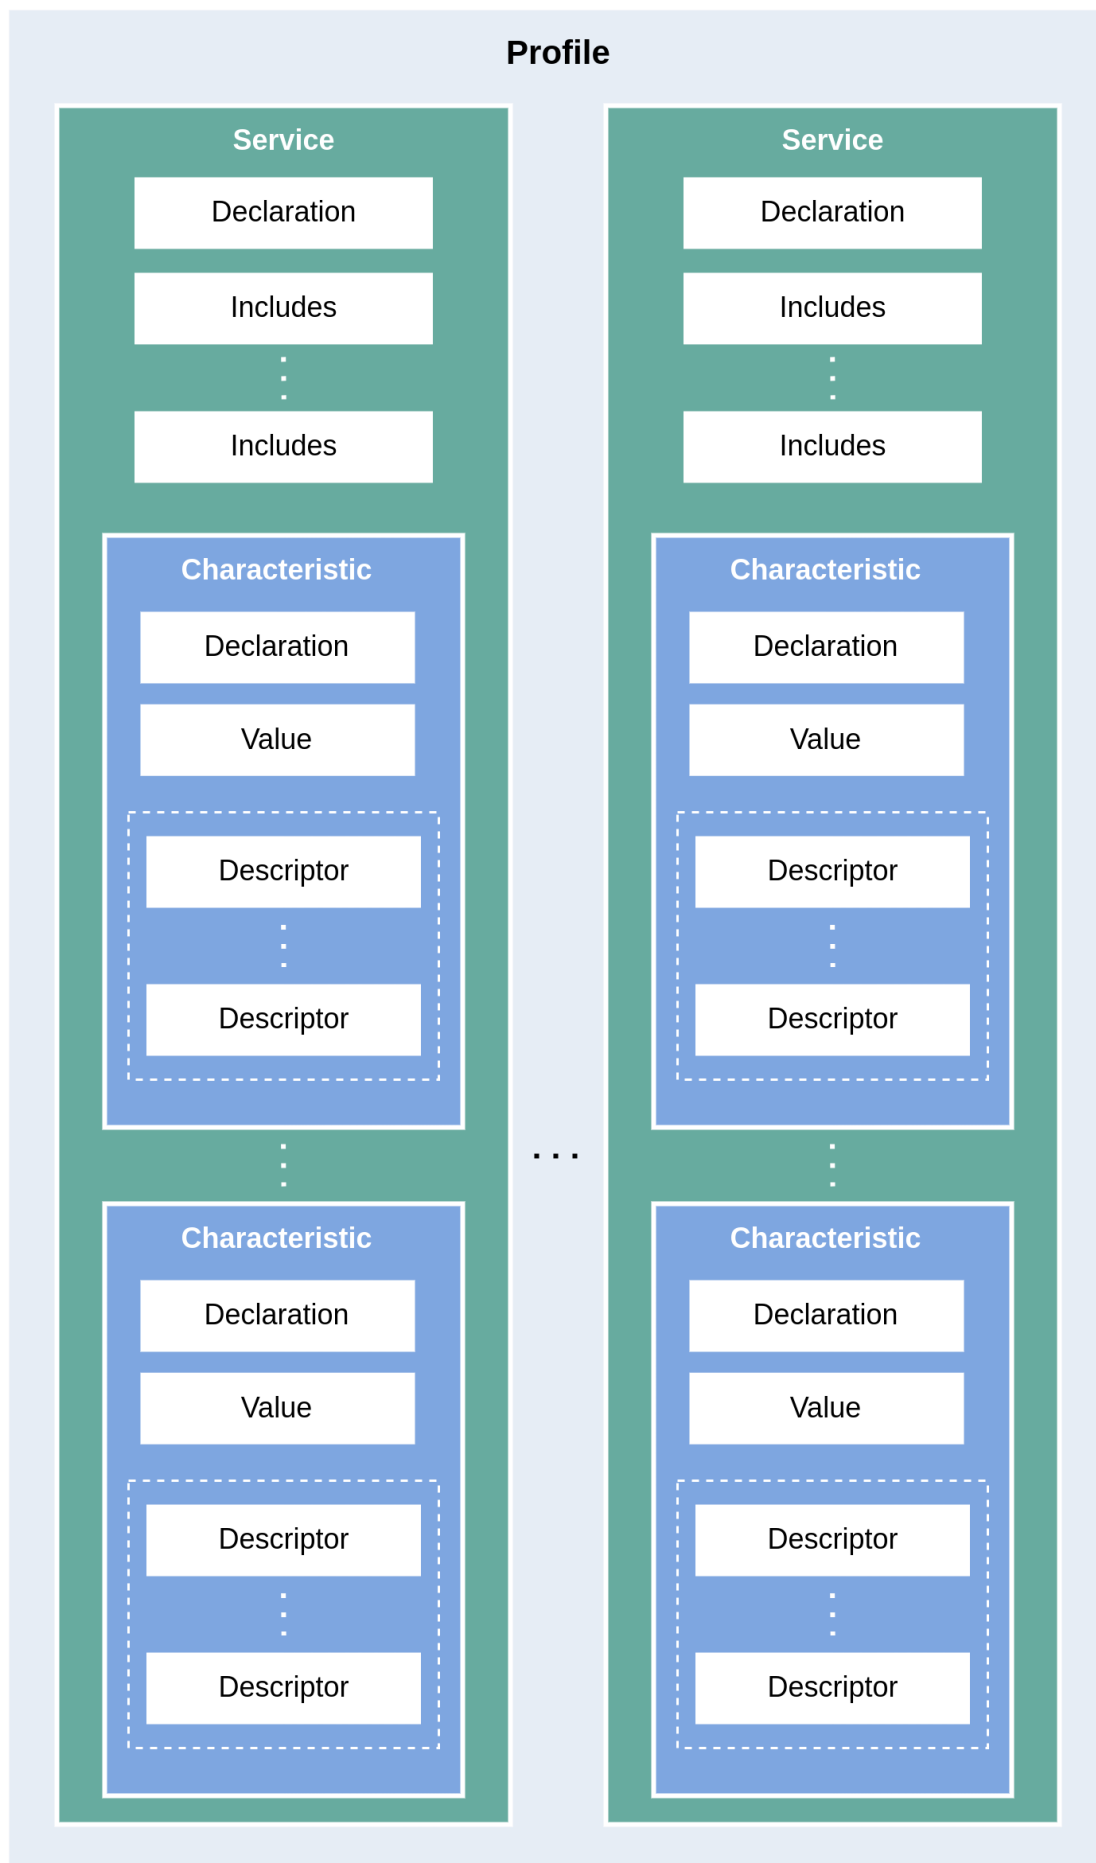 Profile
Service
Declaration
Includes
Includes
Characteristic
Declaration
Value
Descriptor
Descriptor
Characteristic
Declaration
Value
Descriptor
Descriptor
. . .
Service
Declaration
Includes
Includes
Characteristic
Declaration
Value
Descriptor
Descriptor
Characteristic
Declaration
Value
Descriptor
Descriptor